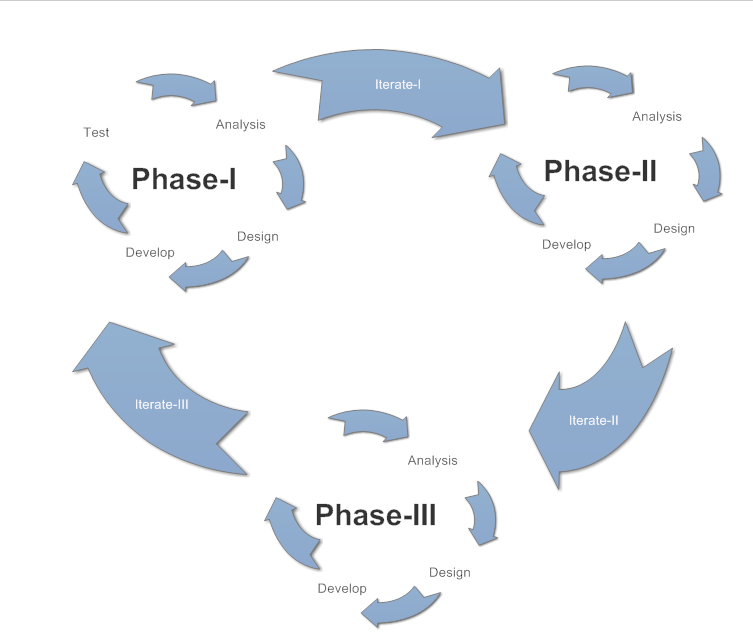 Iterate-I
Test
Analysis
Phase-I
Develop
Design
Analysis
Phase-II
Develop
Design
Iterate-III
Iterate-II
Analysis
Phase-III
Develop
Design